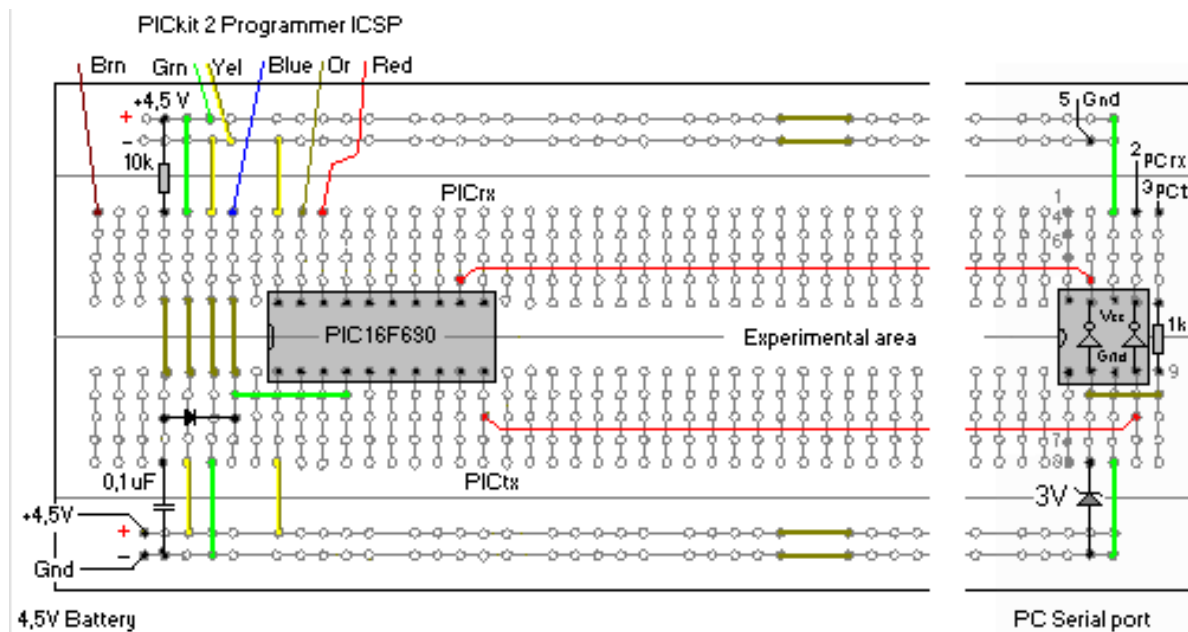 PICkit 2 Programmer ICSP
Brn Grn Yel Blue Or Red
+4,5 V
+
−
10k
5 Gnd
2 PCrx
3 PCt
PICrx
1
4
6
PIC16F690
Experimental area
Vcc
Gnd
1k
9
7
8
0,1uF
PICtx
3V
+4,5V
+
−
Gnd
4,5V Battery
PC Serial port